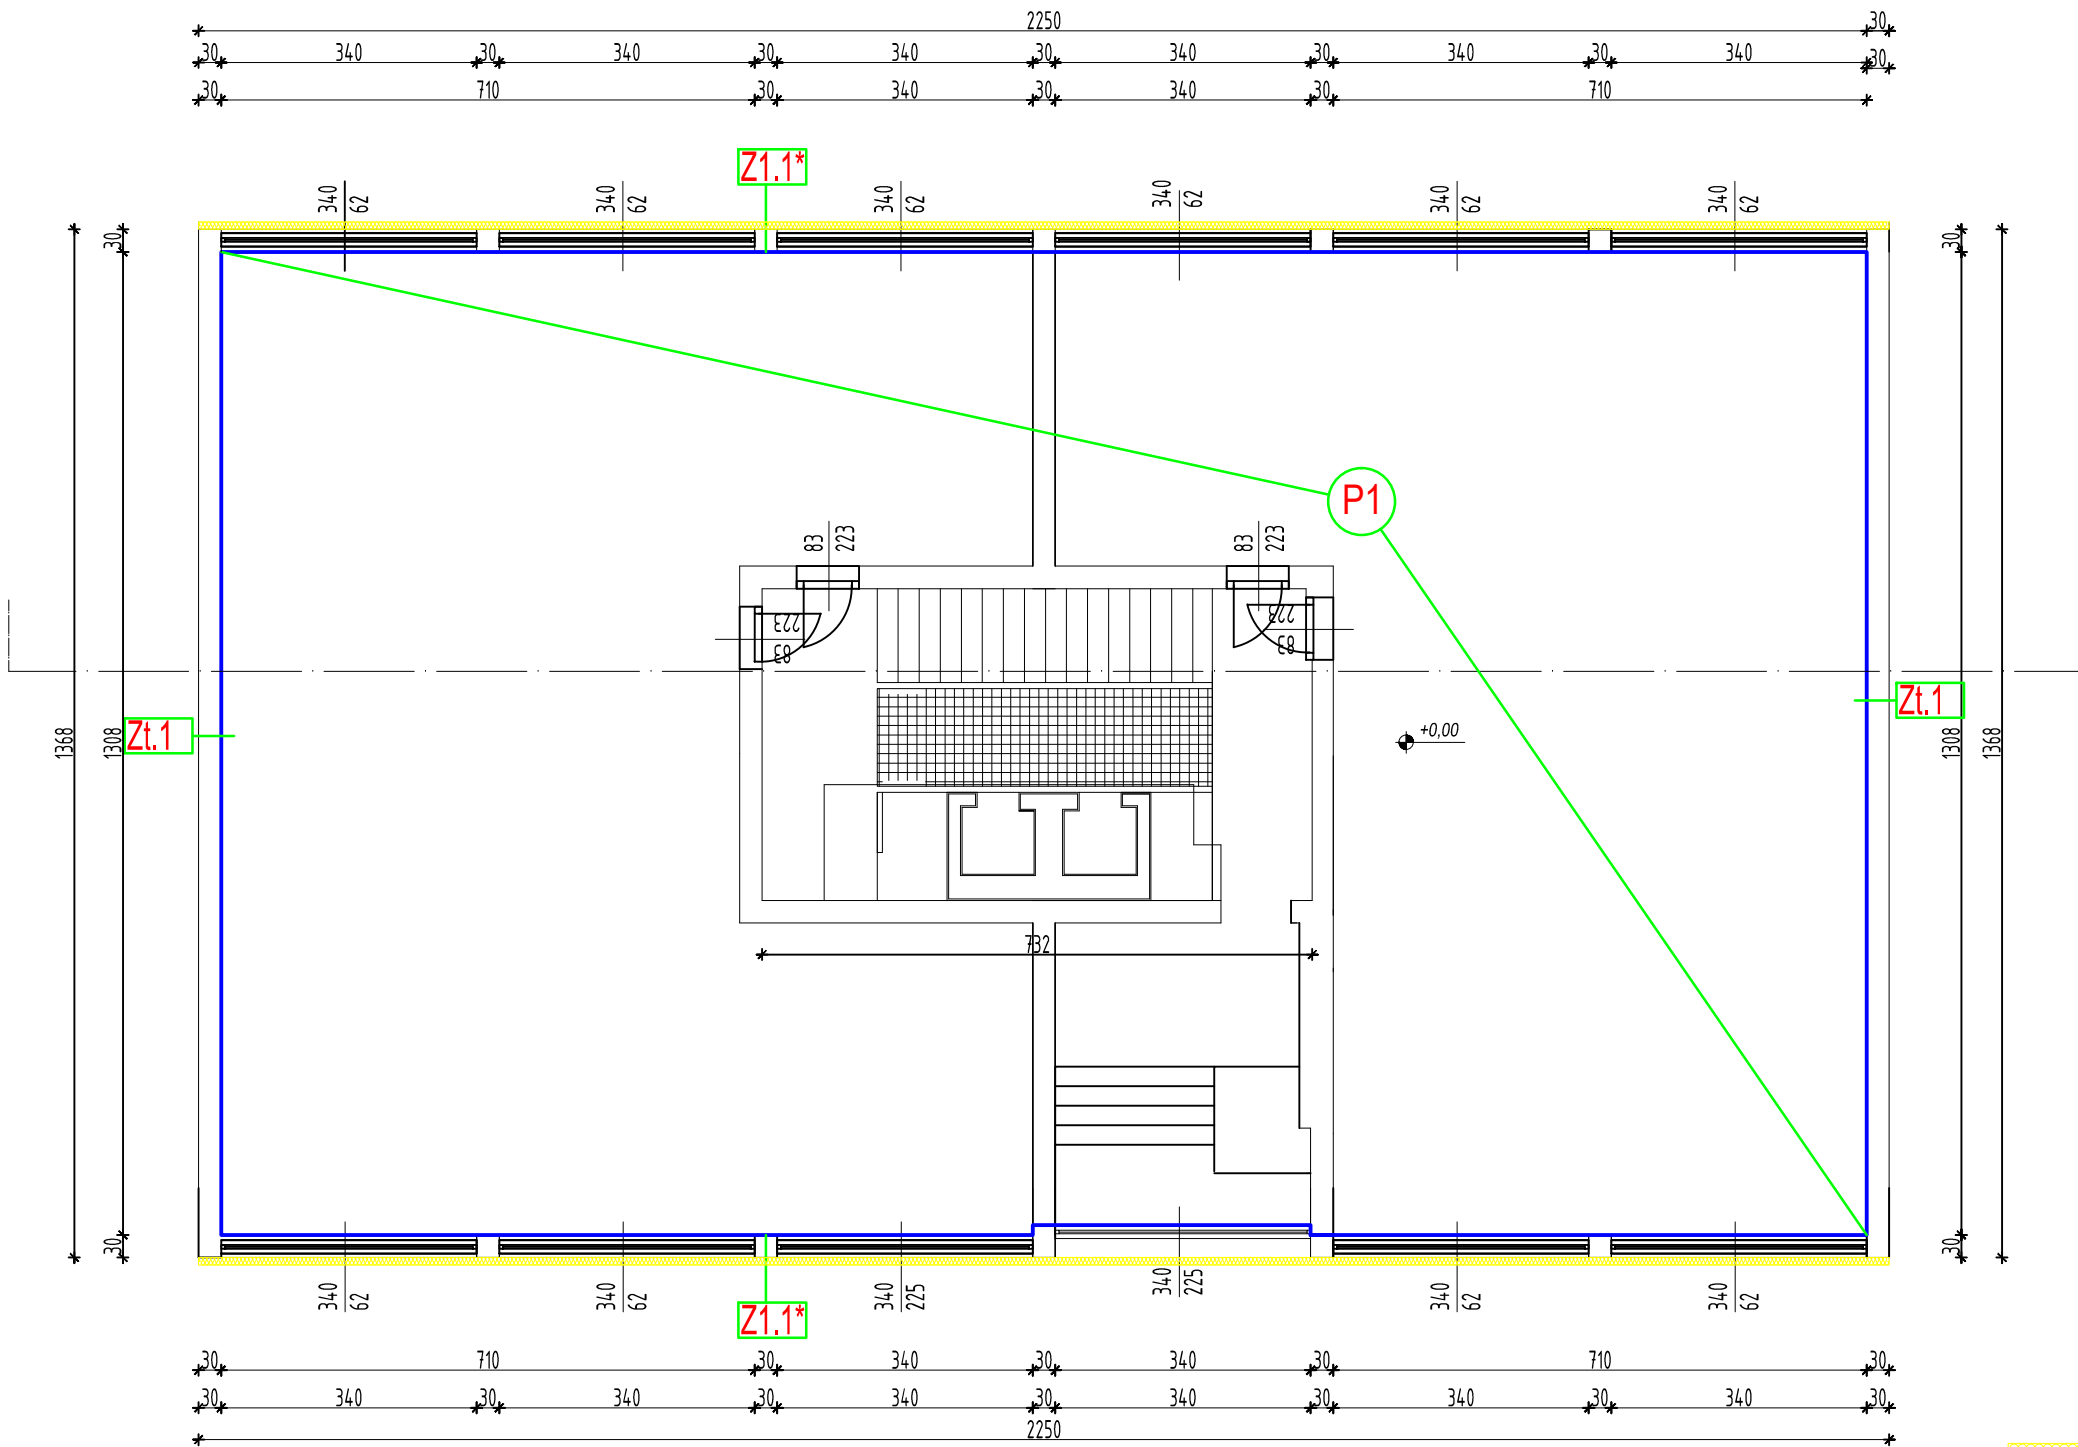 2250 30
30 340 30 340 30 340 30 340 30 340 30 340 30
30 710 30 340 30 340 30 710
Z1.1*
340 62 340 62 340 62 340 62 340 62 340 62
30 30
P1
83 223 83 223
223 223
83 83
Zt.1
Zt.1
+0,00
1368 1308 1308 1368
732
30 30
340 62 340 62 340 225 340 225 340 62 340 62
Z1.1*
30 710 30 340 30 340 30 710 30
30 340 30 340 30 340 30 340 30 340 30 340 30
2250